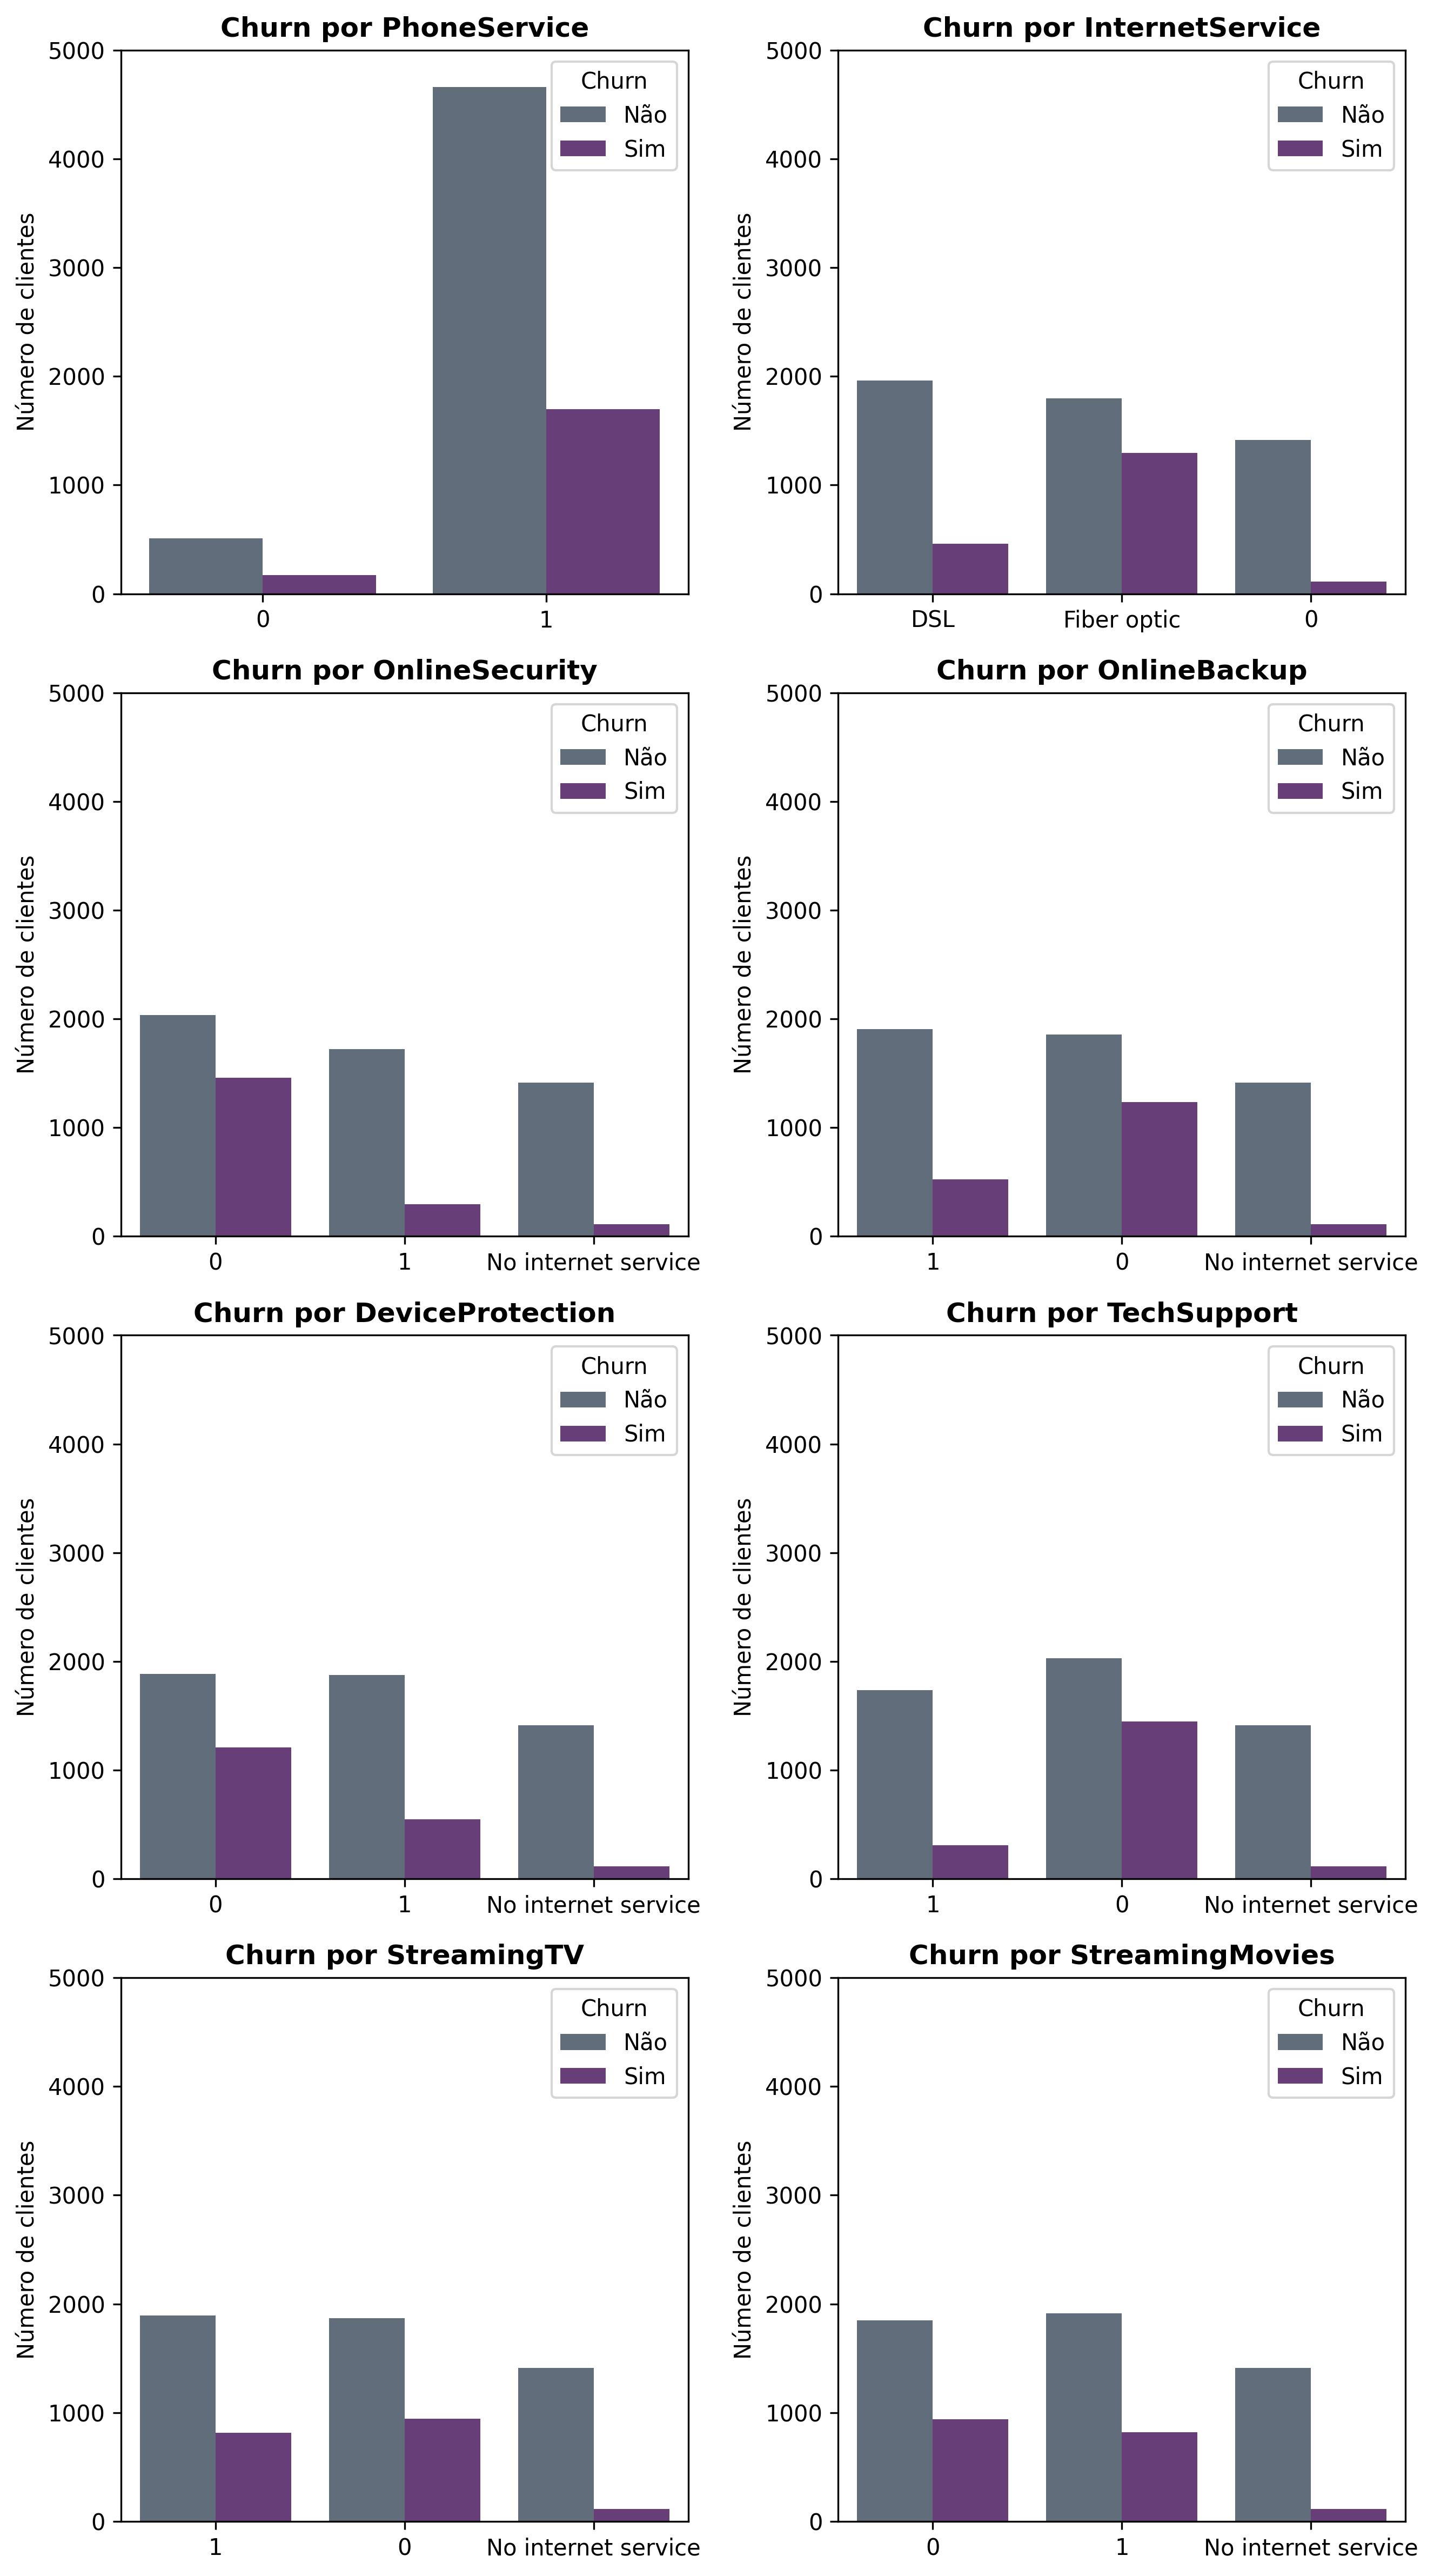 Churn por PhoneService
Número de clientes
5000
4000
3000
2000
1000
0
0 1
Churn
Não
Sim
Churn por InternetService
Número de clientes
5000
4000
3000
2000
1000
0
DSL Fiber optic 0
Churn
Não
Sim
Churn por OnlineSecurity
Número de clientes
5000
4000
3000
2000
1000
0
0 1 No internet service
Churn
Não
Sim
Churn por OnlineBackup
Número de clientes
5000
4000
3000
2000
1000
0
1 0 No internet service
Churn
Não
Sim
Churn por DeviceProtection
Número de clientes
5000
4000
3000
2000
1000
0
0 1 No internet service
Churn
Não
Sim
Churn por TechSupport
Número de clientes
5000
4000
3000
2000
1000
0
1 0 No internet service
Churn
Não
Sim
Churn por StreamingTV
Número de clientes
5000
4000
3000
2000
1000
0
1 0 No internet service
Churn
Não
Sim
Churn por StreamingMovies
Número de clientes
5000
4000
3000
2000
1000
0
0 1 No internet service
Churn
Não
Sim